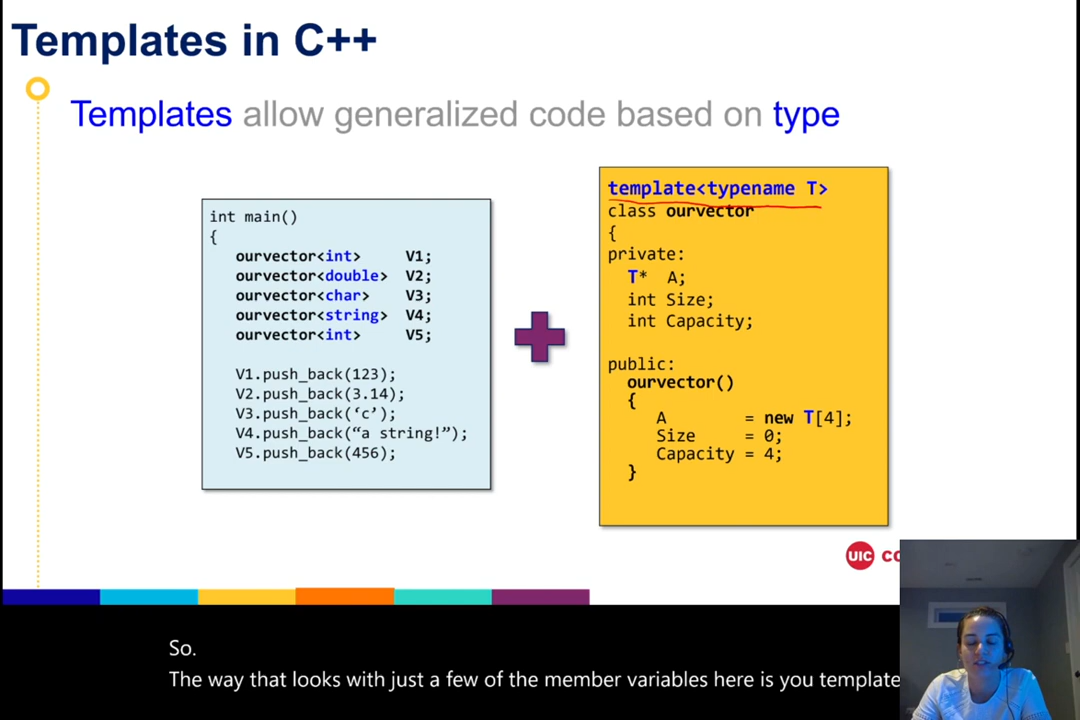 Templates in C++
Templates allow generalized code based on type
int main()
{
ourvector<int> V1;
ourvector<double> V2;
ourvector<char> V3;
ourvector<string> V4;
ourvector<int> V5;
V1.push_back(123);
V2.push_back(3.14);
V3.push_back(‘c’);
V4.push_back(“a string!”);
V5.push_back(456);
template<typename T>
class ourvector
{
private:
T* A;
int Size;
int Capacity;
public:
ourvector()
{
A = new T[4];
Size = 0;
Capacity = 4;
}
UIC CO
So.
The way that looks with just a few of the member variables here is you template